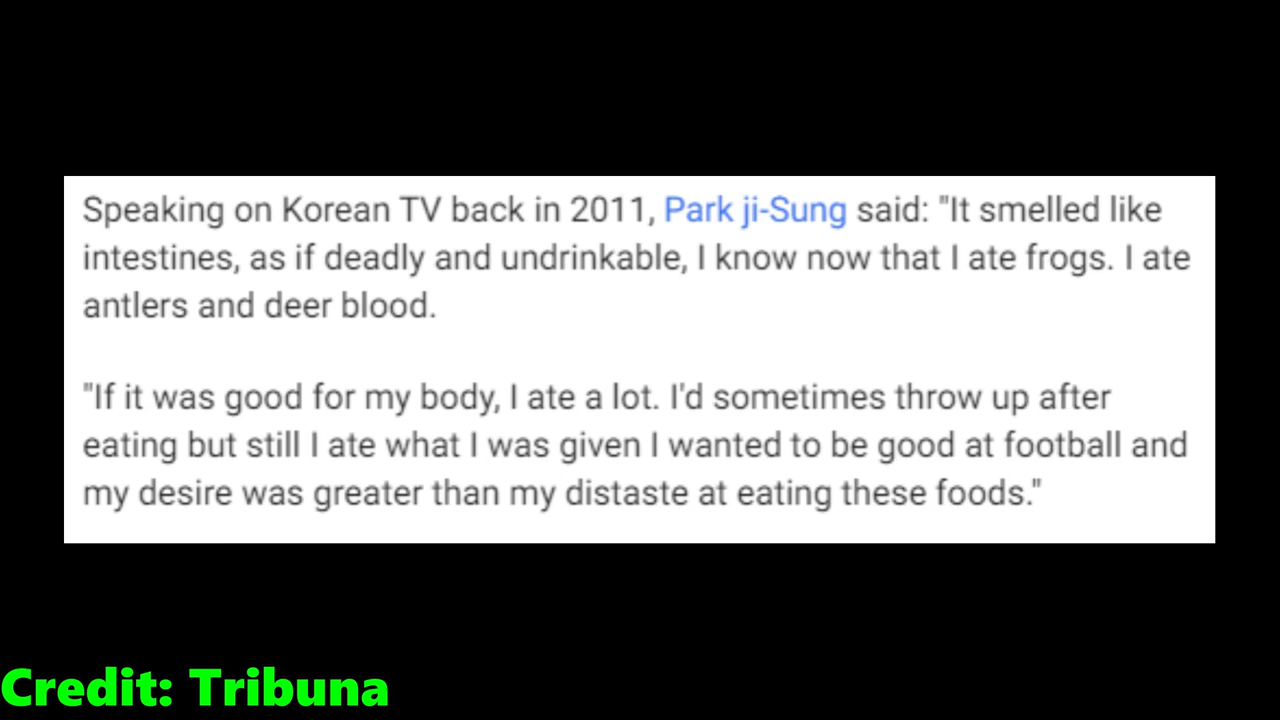 Speaking on Korean TV back in 2011, Park ji-Sung said: "It smelled like
intestines, as if deadly and undrinkable, I know now that I ate frogs. I ate
antlers and deer blood.
"If it was good for my body, I ate a lot. I'd sometimes throw up after
eating but still I ate what I was given I wanted to be good at football and
my desire was greater than my distaste at eating these foods."
Credit: Tribuna